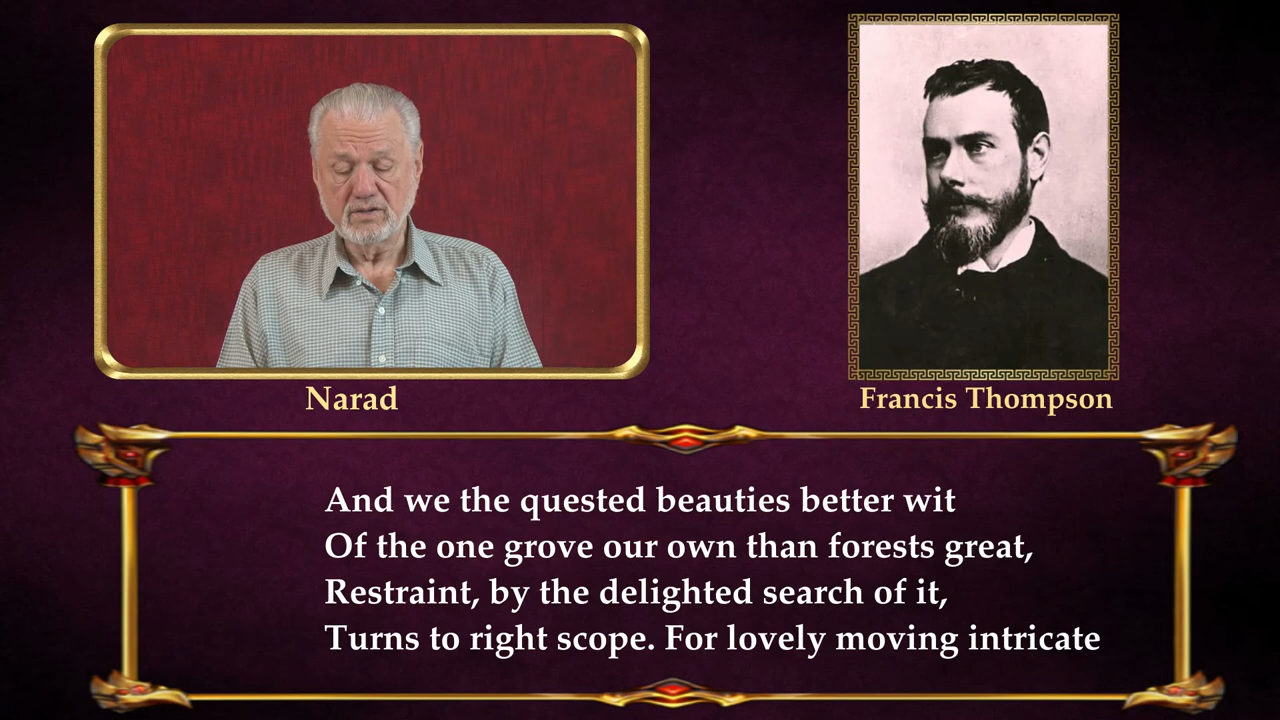 Narad
Francis Thompson
And we the quested beauties better wit
Of the one grove our own than forests great,
Restraint, by the delighted search of it,
Turns to right scope. For lovely moving intricate